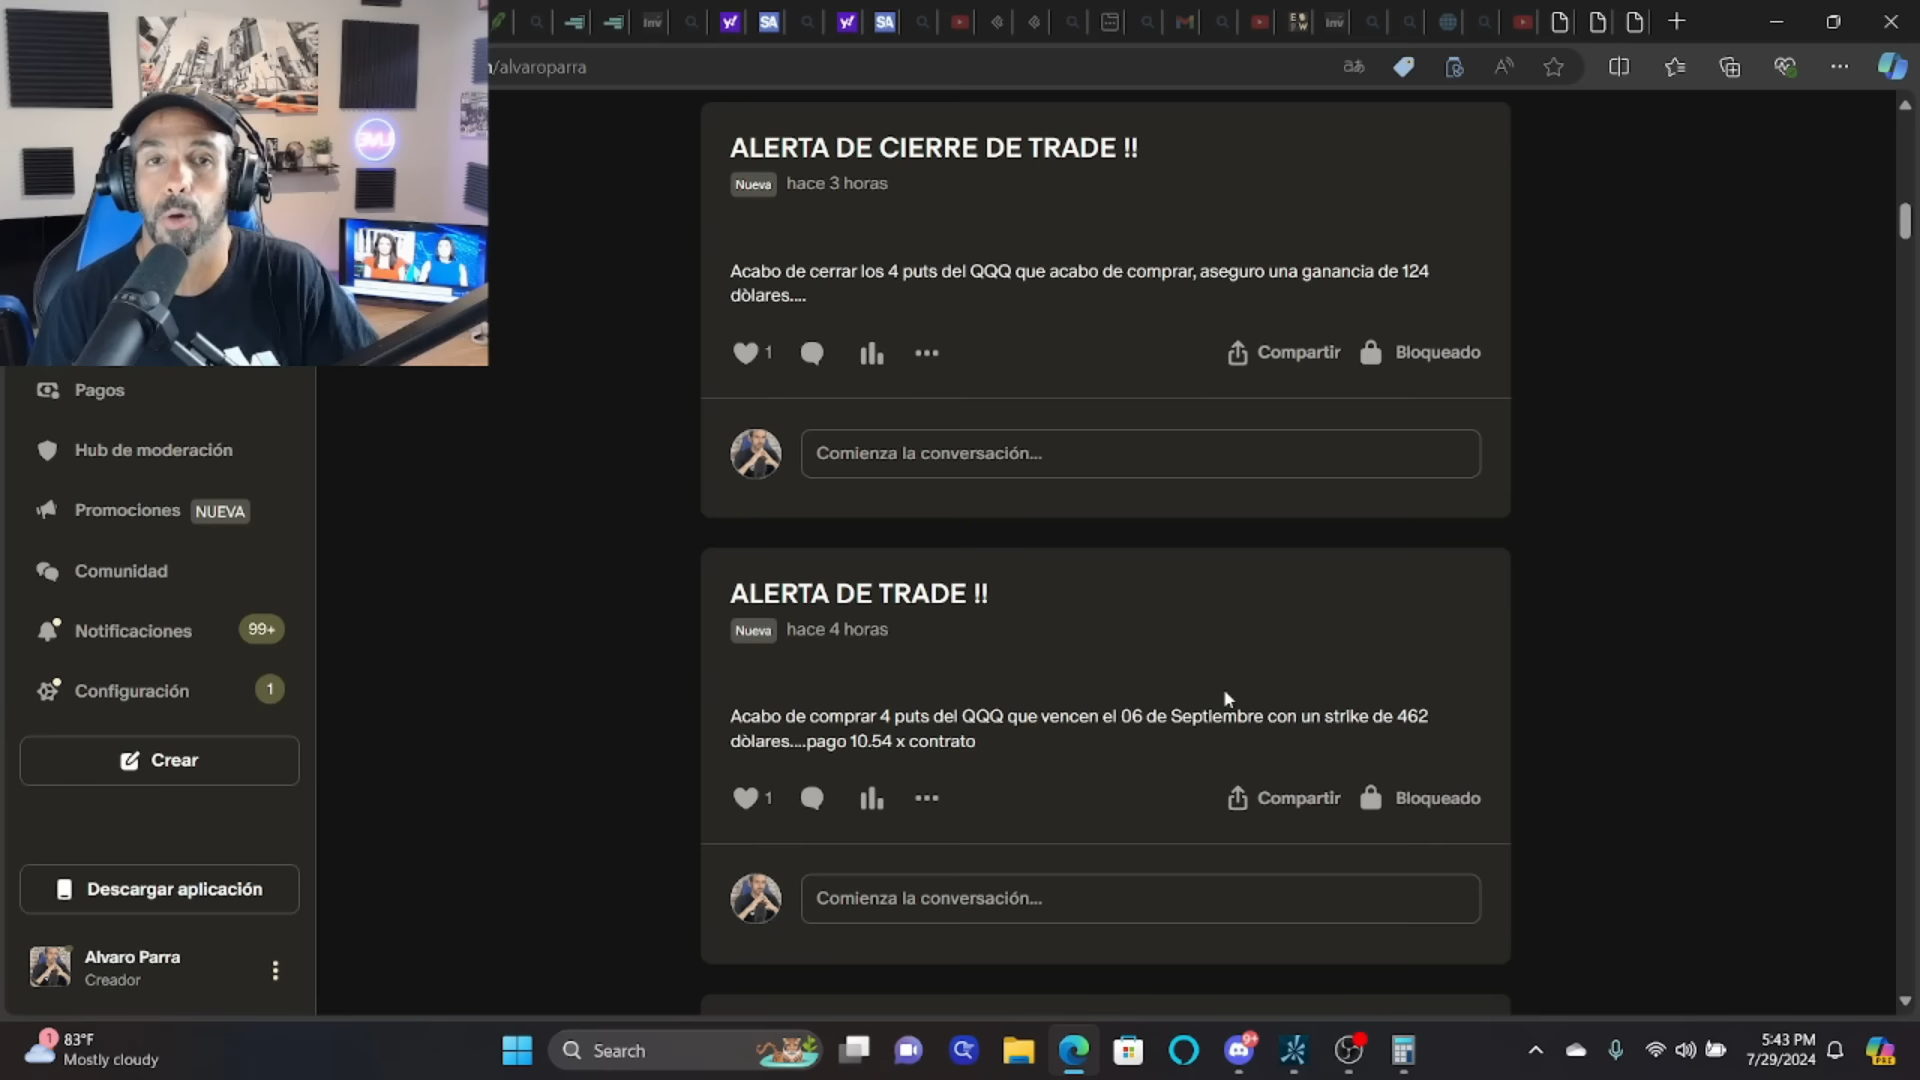 /alvaroparra
ALERTA DE CIERRE DE TRADE !!
Nueva hace 3 horas
Acabo de cerrar los 4 puts del QQQ que acabo de comprar, aseguro una ganancia de 124
dòlares....
1
Compartir
Bloqueado
Comienza la conversación...
Pagos
Hub de moderación
Promociones NUEVA
Comunidad
Notificaciones 99+
Configuración 1
Crear
Descargar aplicación
Alvaro Parra
Creador
ALERTA DE TRADE !!
Nueva hace 4 horas
Acabo de comprar 4 puts del QQQ que vencen el 06 de Septiembre con un strike de 462
dòlares....pago 10.54 x contrato
1
Compartir
Bloqueado
Comienza la conversación...
1
83°F
Mostly cloudy
Search
9+
5:43 PM
7/29/2024